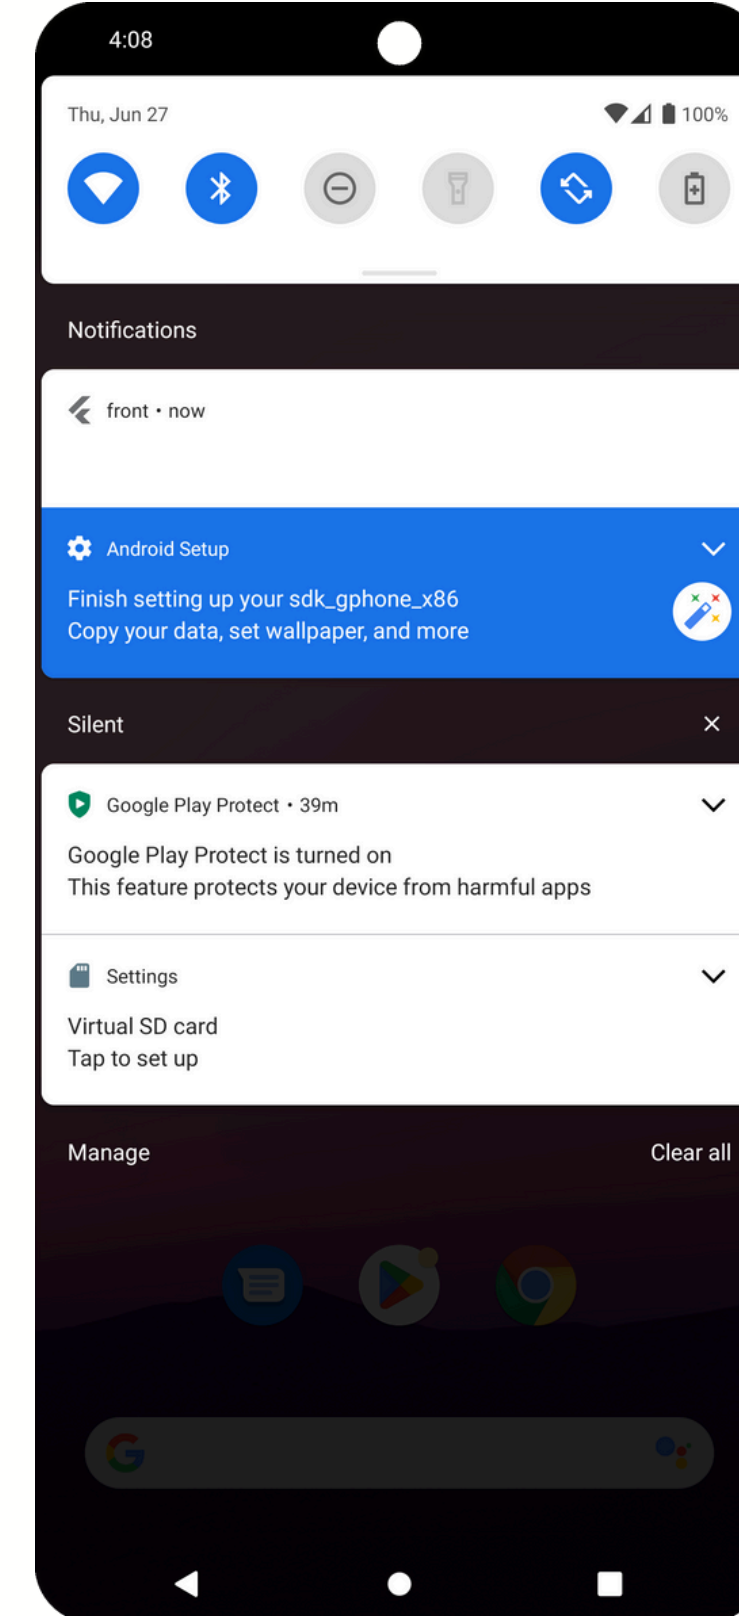 4:08
Thu, Jun 27
100%
Notifications
front • now
Android Setup
Finish setting up your sdk_gphone_x86
Copy your data, set wallpaper, and more
Silent
Google Play Protect • 39m
Google Play Protect is turned on
This feature protects your device from harmful apps
Settings
Virtual SD card
Tap to set up
Manage
Clear all